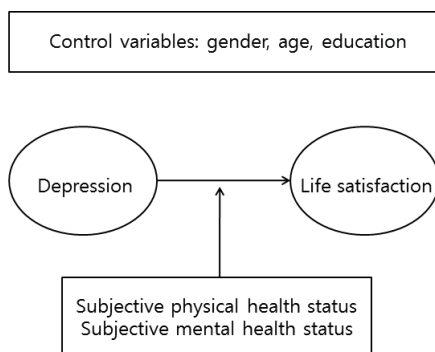 Control variables: gender, age, education
Depression
Life satisfaction
Subjective physical health status
Subjective mental health status